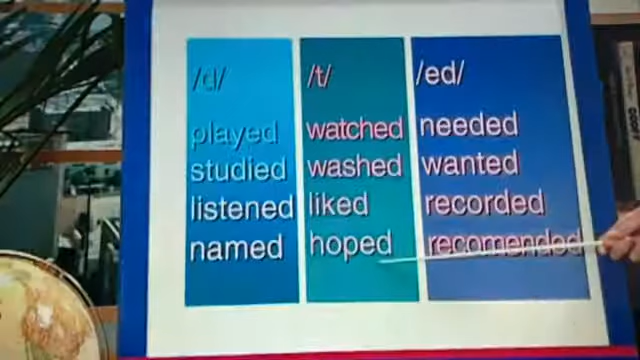 /d/ /t/ /ed/
played watched needed
studied washed wanted
listened liked recorded
named hoped recomended